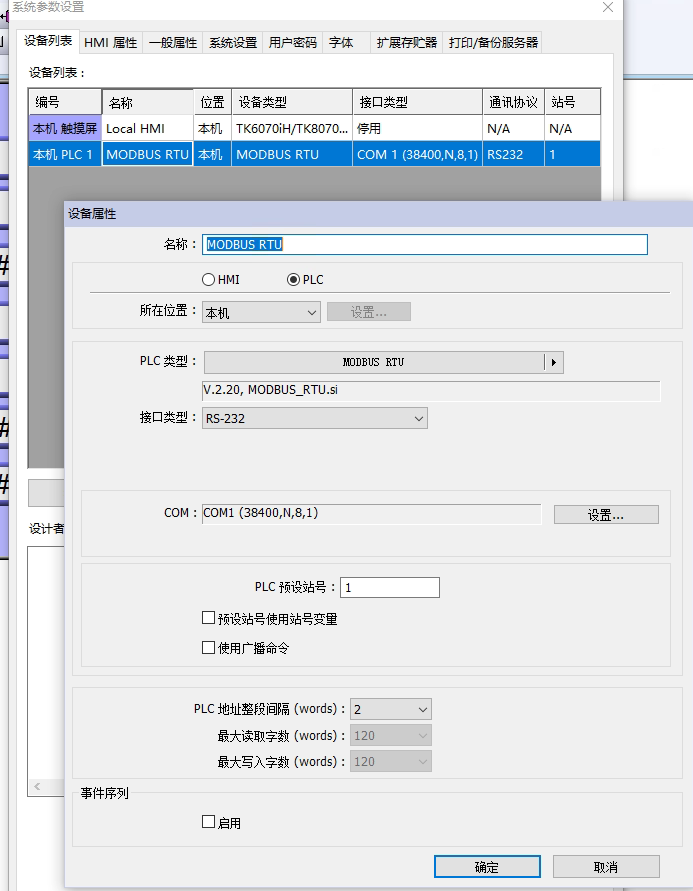 系统参数设置
设备列表 HMI 属性 一般属性 系统设置 用户密码 字体 扩展存贮器 打印/备份服务器
设备列表：
编号 名称 位置 设备类型 接口类型 通讯协议 站号
本机 触摸屏 Local HMI 本机 TK6070iH/TK8070... 停用 N/A N/A
本机 PLC 1 MODBUS RTU 本机 MODBUS RTU COM 1 (38400,N,8,1) RS232 1
设备属性
名称： MODBUS RTU
HMI PLC
所在位置： 本机 设置...
PLC 类型： MODBUS RTU
V.2.20, MODBUS_RTU.si
接口类型： RS-232
COM： COM1 (38400,N,8,1) 设置...
设计者
PLC 预设站号： 1
预设站号使用站号变量
使用广播命令
PLC 地址整段间隔 (words)： 2
最大读取字数 (words)： 120
最大写入字数 (words)： 120
事件序列
启用
确定 取消
#
#
#